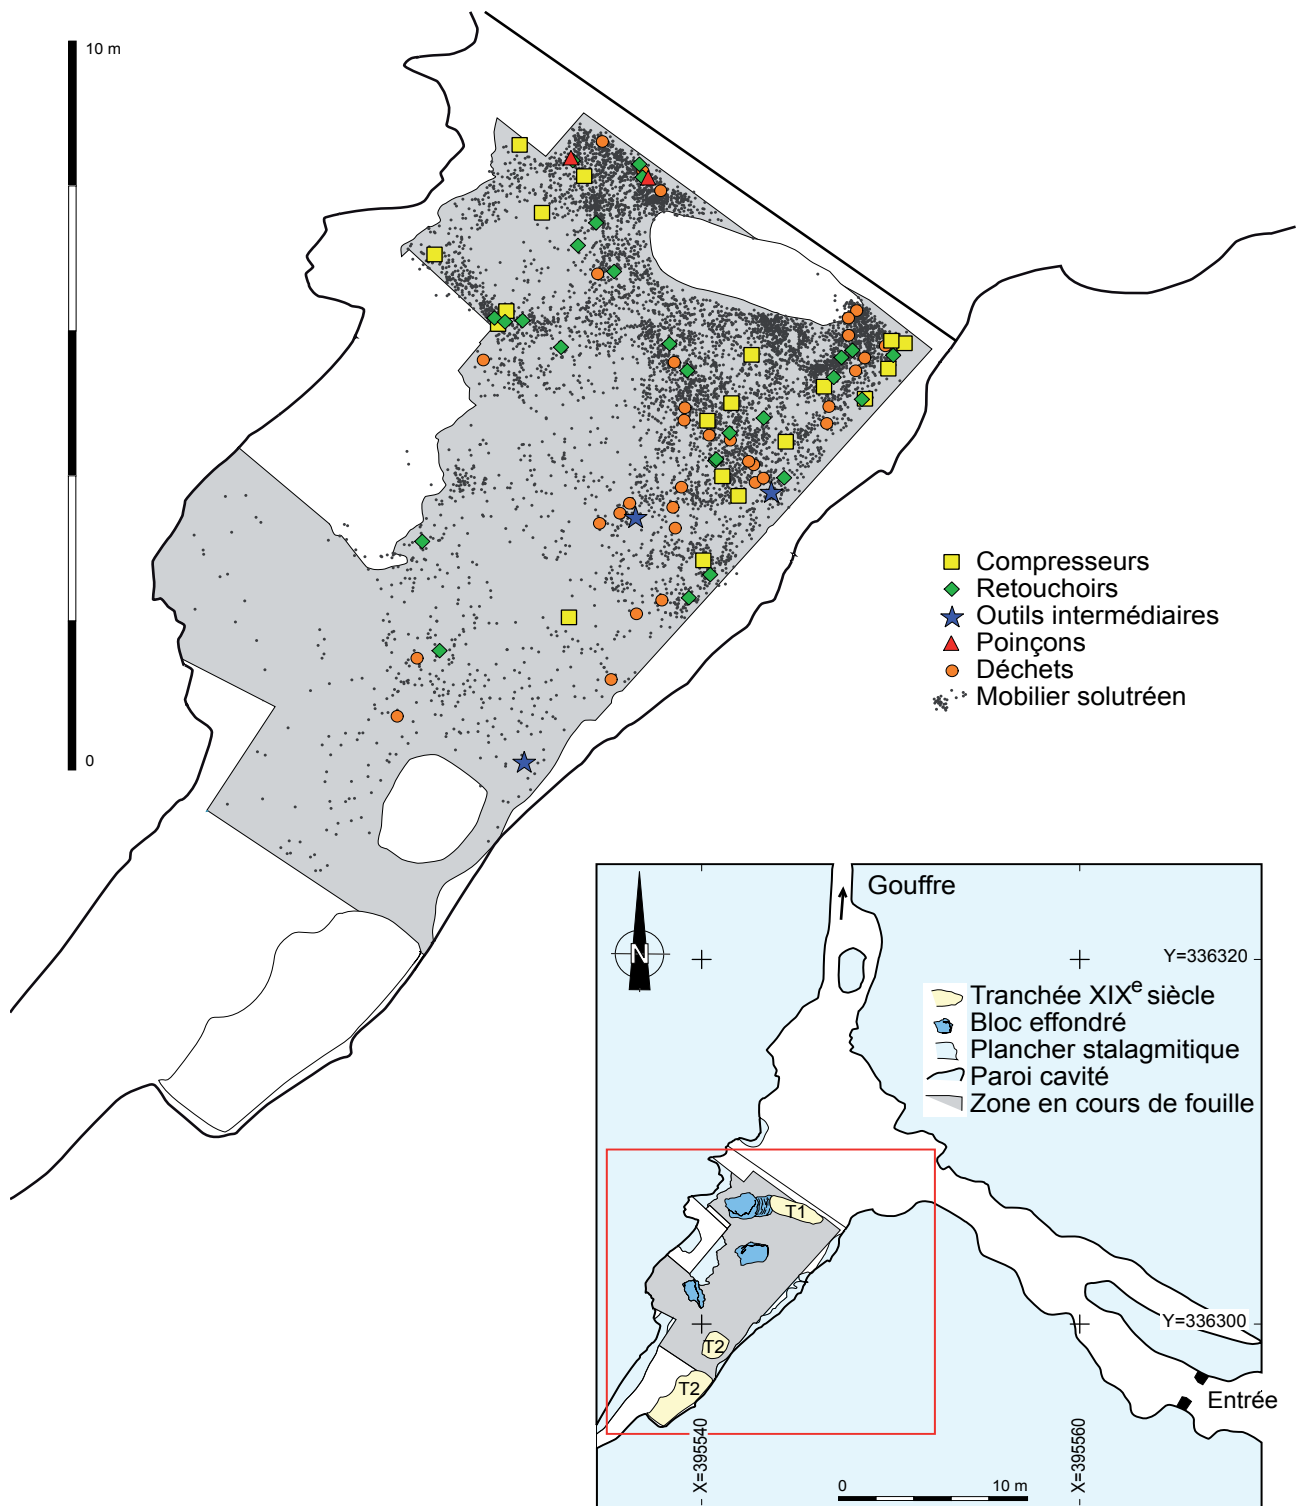 10 m
0
Compresseurs
Retouchoirs
Outils intermédiaires
Poinçons
Déchets
Mobilier solutréen
Gouffre
N
Y=336320
Tranchée XIXe siècle
Bloc effondré
Plancher stalagmitique
Paroi cavité
Zone en cours de fouille
T1
Y=336300
T2
T2
Entrée
X=395540
X=395560
0 10 m